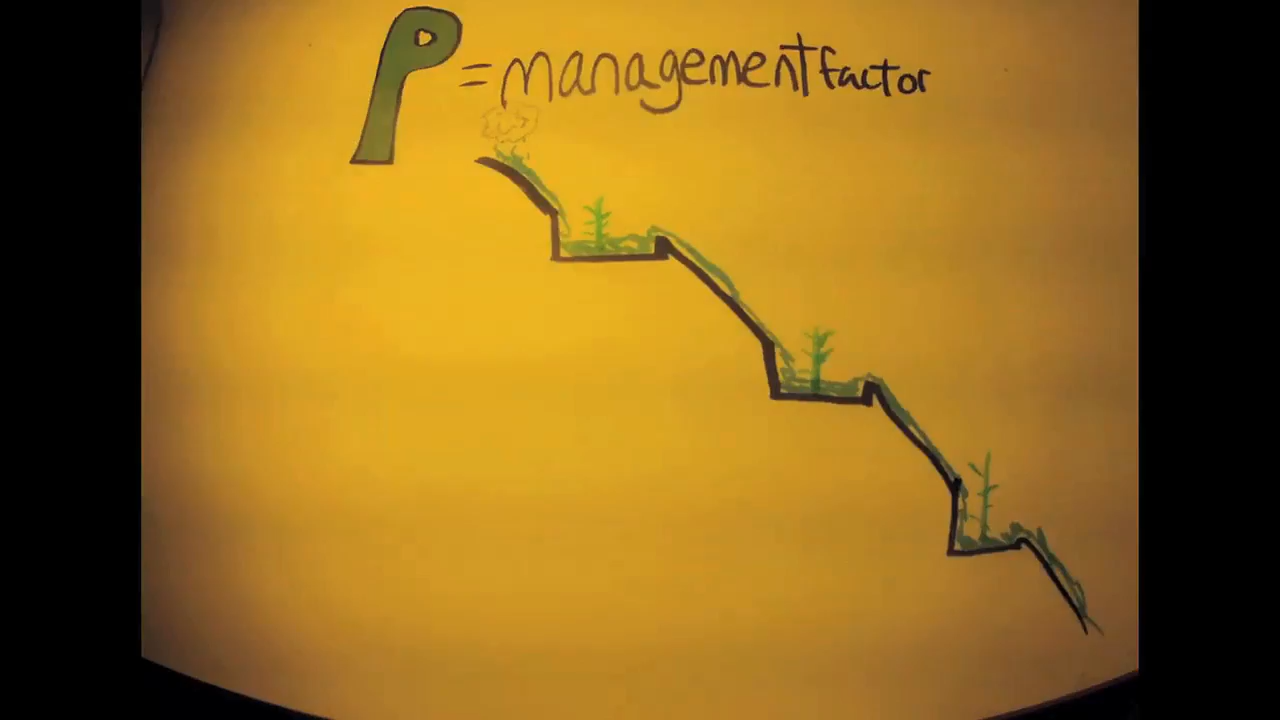 P = management factor